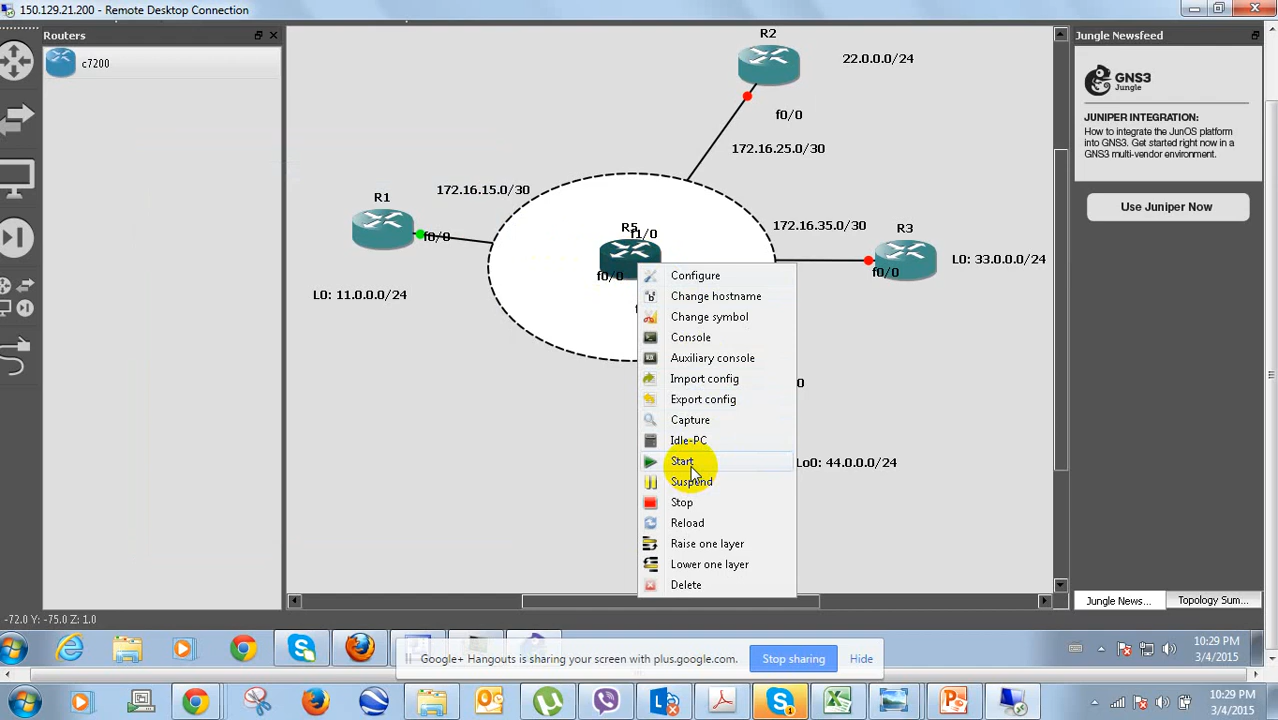 150.129.21.200 - Remote Desktop Connection
Routers
c7200
R2
22.0.0.0/24
f0/0
172.16.25.0/30
R1
172.16.15.0/30
f0/0
L0: 11.0.0.0/24
R5
f1/0
f0/0
172.16.35.0/30
R3
f0/0
L0: 33.0.0.0/24
Lo0: 44.0.0.0/24
Configure
Change hostname
Change symbol
Console
Auxiliary console
Import config
Export config
Capture
Idle-PC
Start
Suspend
Stop
Reload
Raise one layer
Lower one layer
Delete
Jungle Newsfeed
GNS3
Jungle
JUNIPER INTEGRATION:
How to integrate the JunOS platform
into GNS3. Get started right now in a
GNS3 multi-vendor environment.
Use Juniper Now
Jungle News...
Topology Sum...
-72.0 Y: -75.0 Z: 1.0
10:29 PM
3/4/2015
Google+ Hangouts is sharing your screen with plus.google.com.
Stop sharing
Hide
10:29 PM
3/4/2015